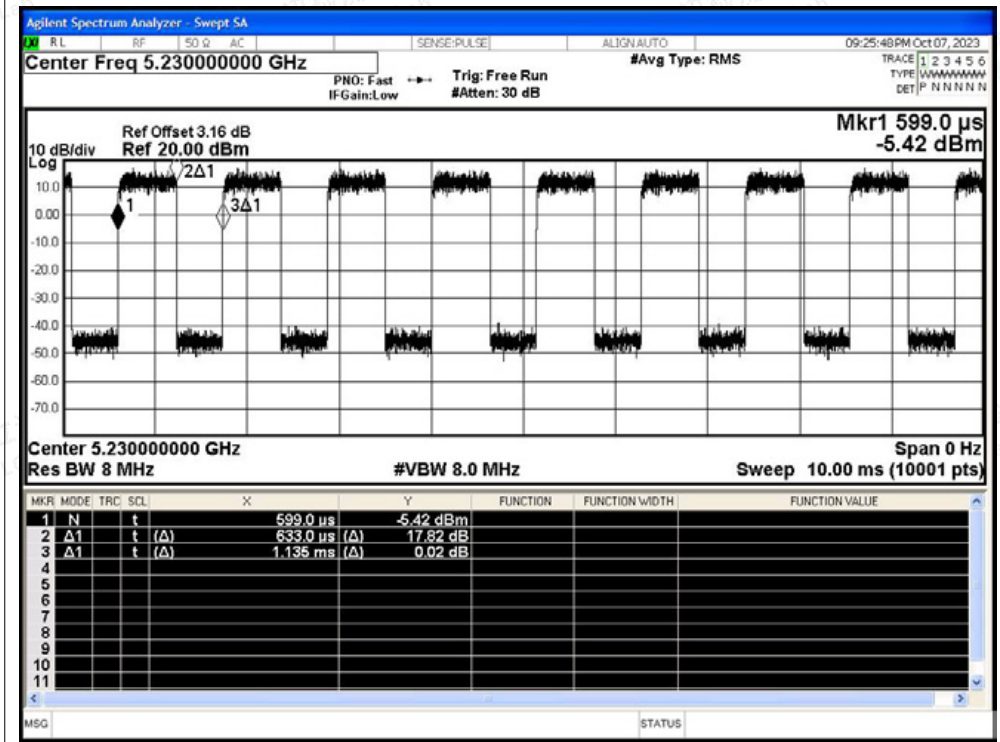 Agilent Spectrum Analyzer - Swept SA
LXI RL RF 50 Ω AC SENSE:PULSE ALIGNAUTO 09:25:48 PM Oct 07, 2023
Center Freq 5.230000000 GHz #Avg Type: RMS TRACE 1 2 3 4 5 6
PNO: Fast Trig: Free Run TYPE WWWWWW
IFGain:Low #Atten: 30 dB DET P N N N N N
Mkr1 599.0 µs
Ref Offset 3.16 dB
10 dB/div Ref 20.00 dBm -5.42 dBm
Log
2Δ1
10.0
1 3Δ1
0.00
-10.0
-20.0
-30.0
-40.0
-50.0
-60.0
-70.0
Center 5.230000000 GHz Span 0 Hz
Res BW 8 MHz #VBW 8.0 MHz Sweep 10.00 ms (10001 pts)
MKR MODE TRC SCL X Y FUNCTION FUNCTION WIDTH FUNCTION VALUE
1 N t 599.0 µs -5.42 dBm
2 Δ1 t (Δ) 633.0 µs (Δ) 17.82 dB
3 Δ1 t (Δ) 1.135 ms (Δ) 0.02 dB
4
5
6
7
8
9
10
11
MSG STATUS